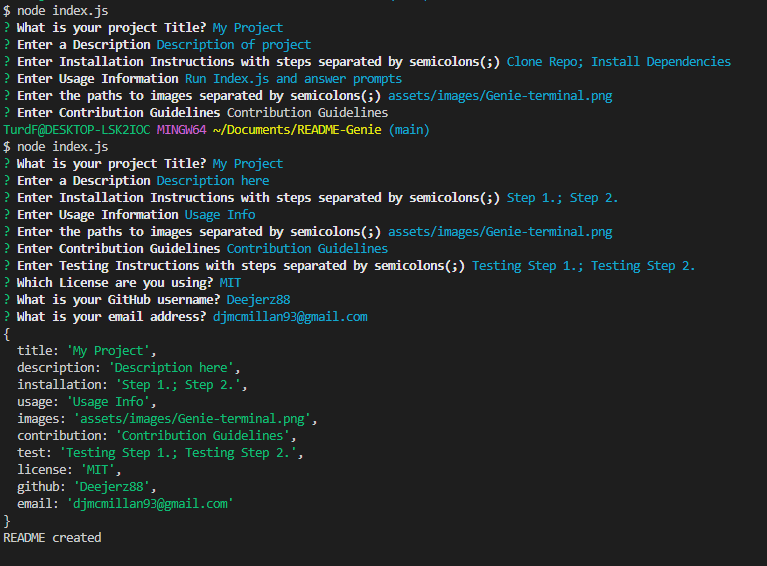 $ node index.js
? What is your project Title? My Project
? Enter a Description Description of project
? Enter Installation Instructions with steps separated by semicolons(;) Clone Repo; Install Dependencies
? Enter Usage Information Run Index.js and answer prompts
? Enter the paths to images separated by semicolons(;) assets/images/Genie-terminal.png
? Enter Contribution Guidelines Contribution Guidelines
TurdF@DESKTOP-LSK2IOC MINGW64 ~/Documents/README-Genie (main)
$ node index.js
? What is your project Title? My Project
? Enter a Description Description here
? Enter Installation Instructions with steps separated by semicolons(;) Step 1.; Step 2.
? Enter Usage Information Usage Info
? Enter the paths to images separated by semicolons(;) assets/images/Genie-terminal.png
? Enter Contribution Guidelines Contribution Guidelines
? Enter Testing Instructions with steps separated by semicolons(;) Testing Step 1.; Testing Step 2.
? Which License are you using? MIT
? What is your GitHub username? Deejerz88
? What is your email address? djmcmillan93@gmail.com
{
  title: 'My Project',
  description: 'Description here',
  installation: 'Step 1.; Step 2.',
  usage: 'Usage Info',
  images: 'assets/images/Genie-terminal.png',
  contribution: 'Contribution Guidelines',
  test: 'Testing Step 1.; Testing Step 2.',
  license: 'MIT',
  github: 'Deejerz88',
  email: 'djmcmillan93@gmail.com'
}
README created